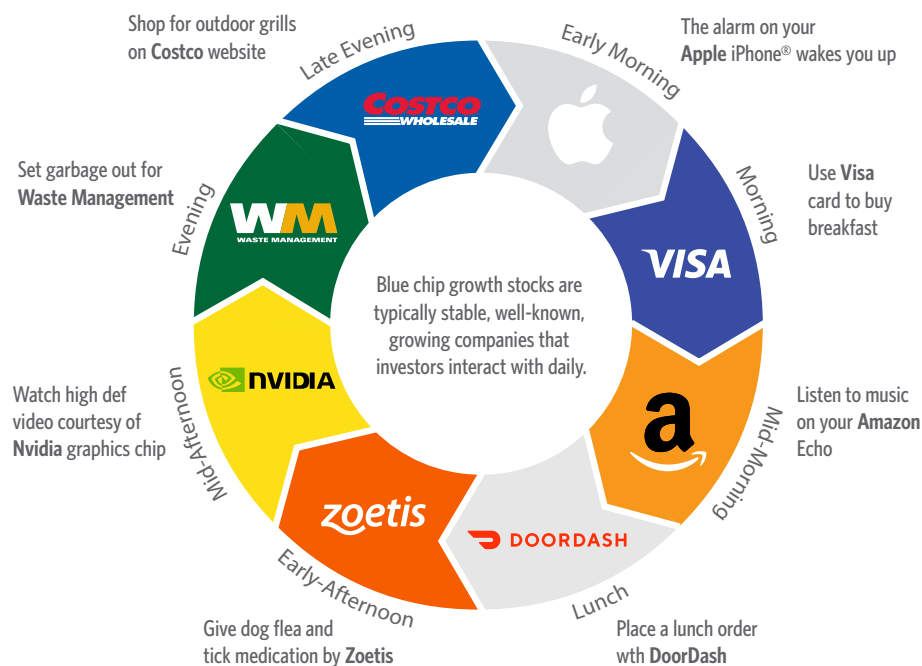 Shop for outdoor grills
on Costco website
Late Evening
COSTCO
WHOLESALE
Early Morning
The alarm on your
Apple iPhone® wakes you up
Morning
VISA
Use Visa
card to buy
breakfast
Mid-Morning
a
Listen to music
on your Amazon
Echo
Lunch
DOORDASH
Place a lunch order
wth DoorDash
Early-Afternoon
zoetis
Give dog flea and
tick medication by Zoetis
Mid-Afternoon
NVIDIA
Watch high def
video courtesy of
Nvidia graphics chip
Evening
WM
WASTE MANAGEMENT
Set garbage out for
Waste Management
Blue chip growth stocks are
typically stable, well-known,
growing companies that
investors interact with daily.